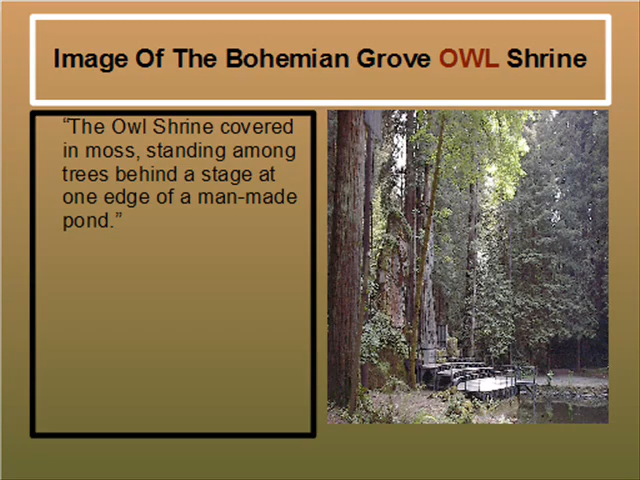 Image Of The Bohemian Grove OWL Shrine
“The Owl Shrine covered
in moss, standing among
trees behind a stage at
one edge of a man-made
pond.”